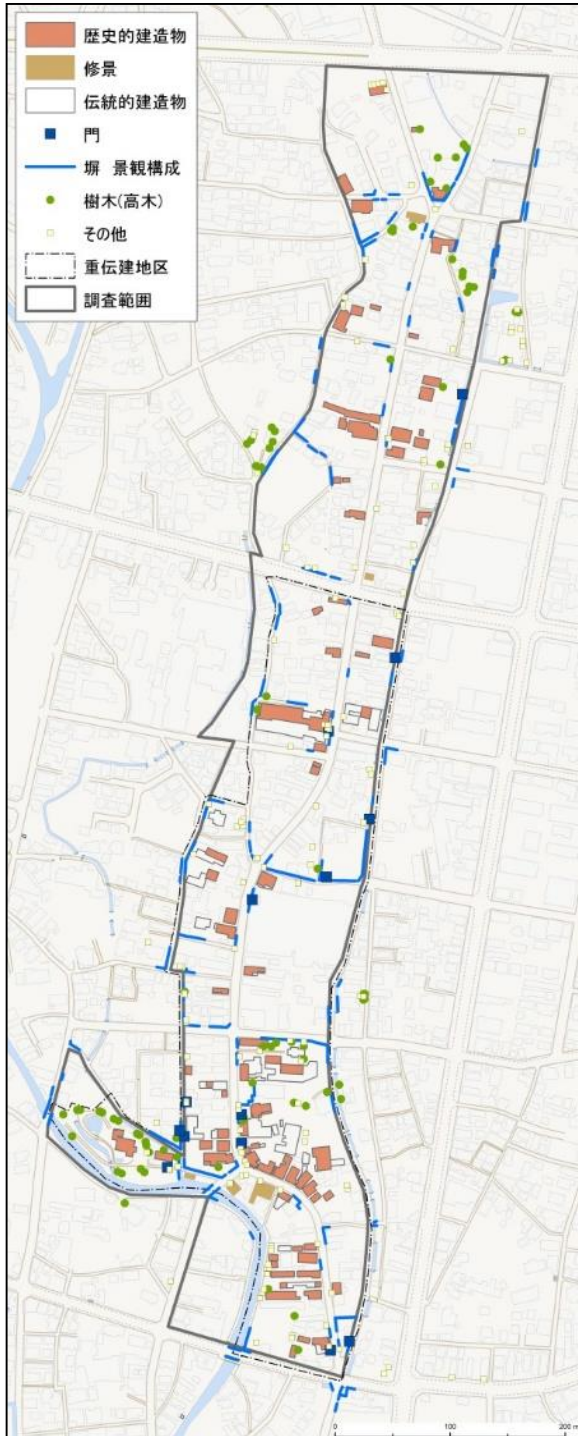 歴史的建造物
修景
伝統的建造物
門
塀 景観構成
樹木(高木)
その他
重伝建地区
調査範囲
0 100 200 m